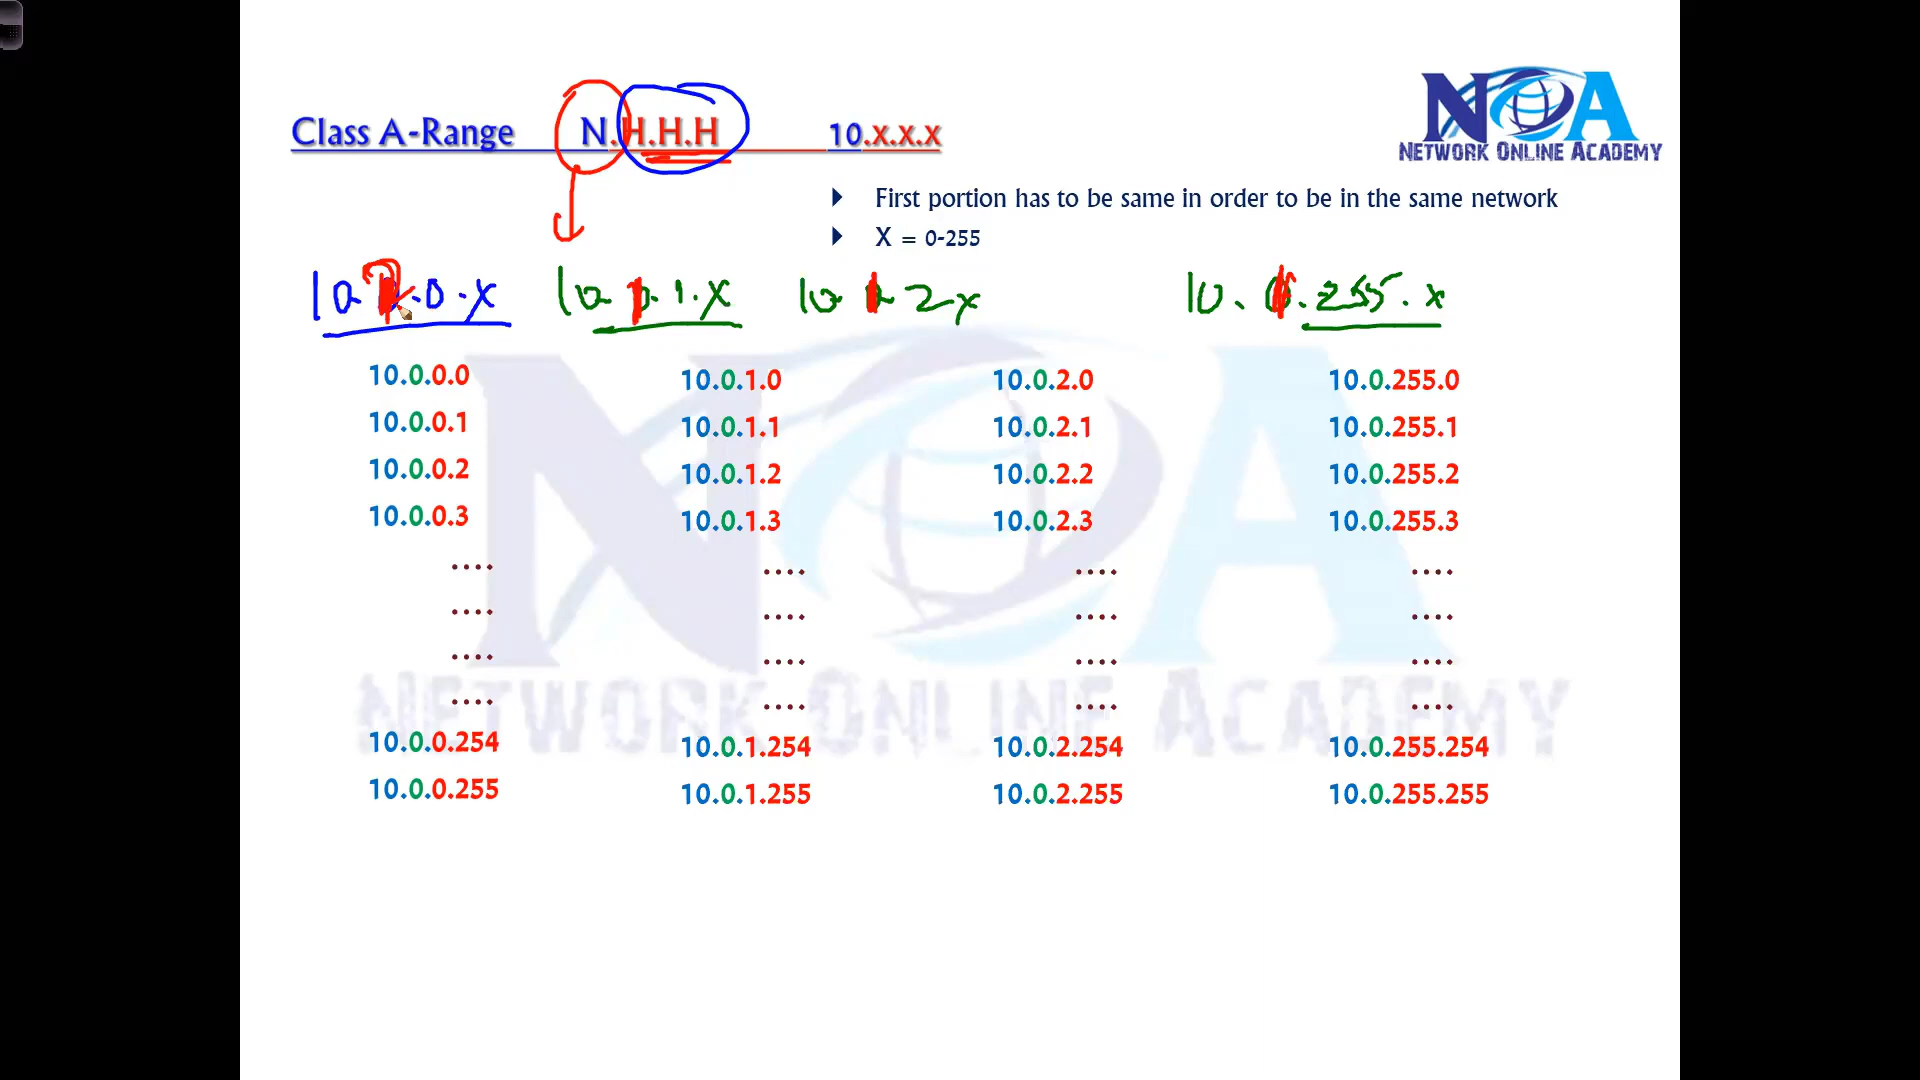 Class A-Range N.H.H.H 10.x.x.x
NOA
NETWORK ONLINE ACADEMY
First portion has to be same in order to be in the same network
X = 0-255
10. .0.x 10. .1.x 10. 2x 10. .255.x
10.0.0.0 10.0.1.0 10.0.2.0 10.0.255.0
10.0.0.1 10.0.1.1 10.0.2.1 10.0.255.1
10.0.0.2 10.0.1.2 10.0.2.2 10.0.255.2
10.0.0.3 10.0.1.3 10.0.2.3 10.0.255.3
.... .... .... ....
.... .... .... ....
.... .... .... ....
.... .... .... ....
NETWORK ONLINE ACADEMY
10.0.0.254 10.0.1.254 10.0.2.254 10.0.255.254
10.0.0.255 10.0.1.255 10.0.2.255 10.0.255.255